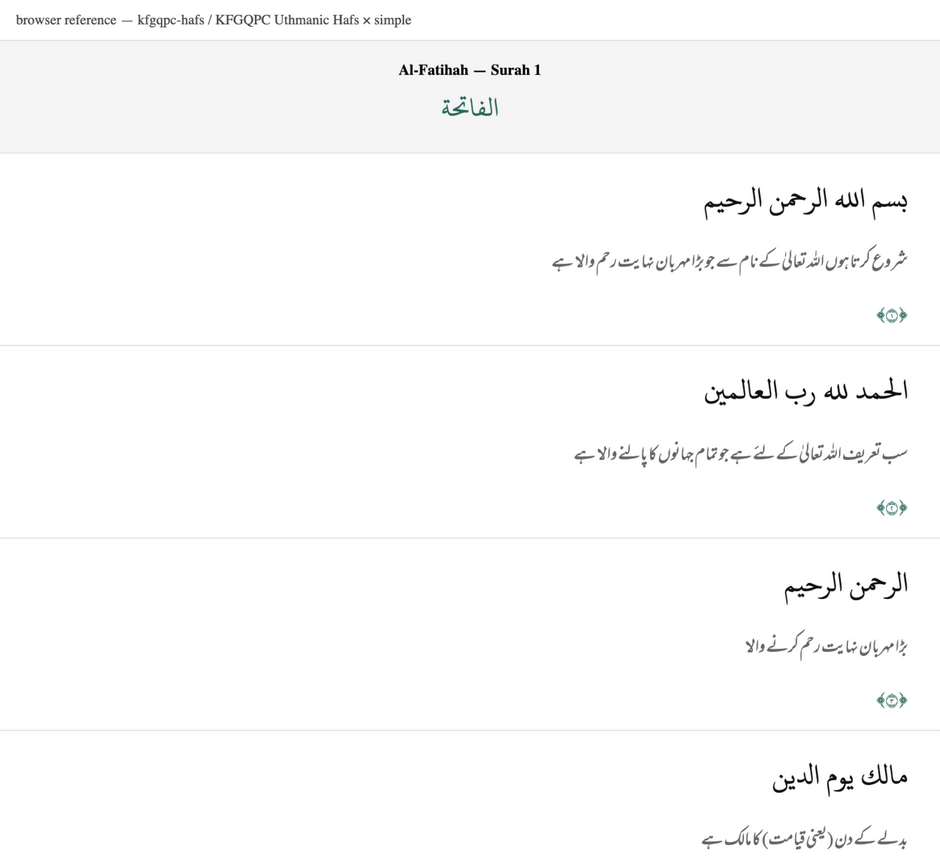 browser reference — kfgqpc-hafs / KFGQPC Uthmanic Hafs × simple
Al-Fatihah — Surah 1
الفاتحة
بسم الله الرحمن الرحيم
شروع کرتا ہوں اللہ تعالیٰ کے نام سے جو بڑا مہربان نہایت رحم والا ہے
﴿١﴾
الحمد لله رب العالمين
سب تعریف اللہ تعالیٰ کے لئے ہے جو تمام جہانوں کا پالنے والا ہے
﴿٢﴾
الرحمن الرحيم
بڑا مہربان نہایت رحم کرنے والا
﴿٣﴾
مالك يوم الدين
بدلے کے دن (یعنی قیامت) کا مالک ہے